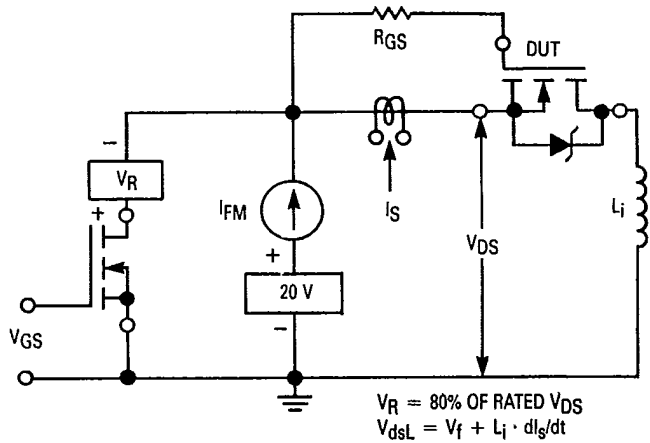 RGS
DUT
−
VR
+
IFM
IS
Li
VDS
+
20 V
−
VGS
VR = 80% OF RATED VDS
VdsL = Vf + Li · dIs/dt